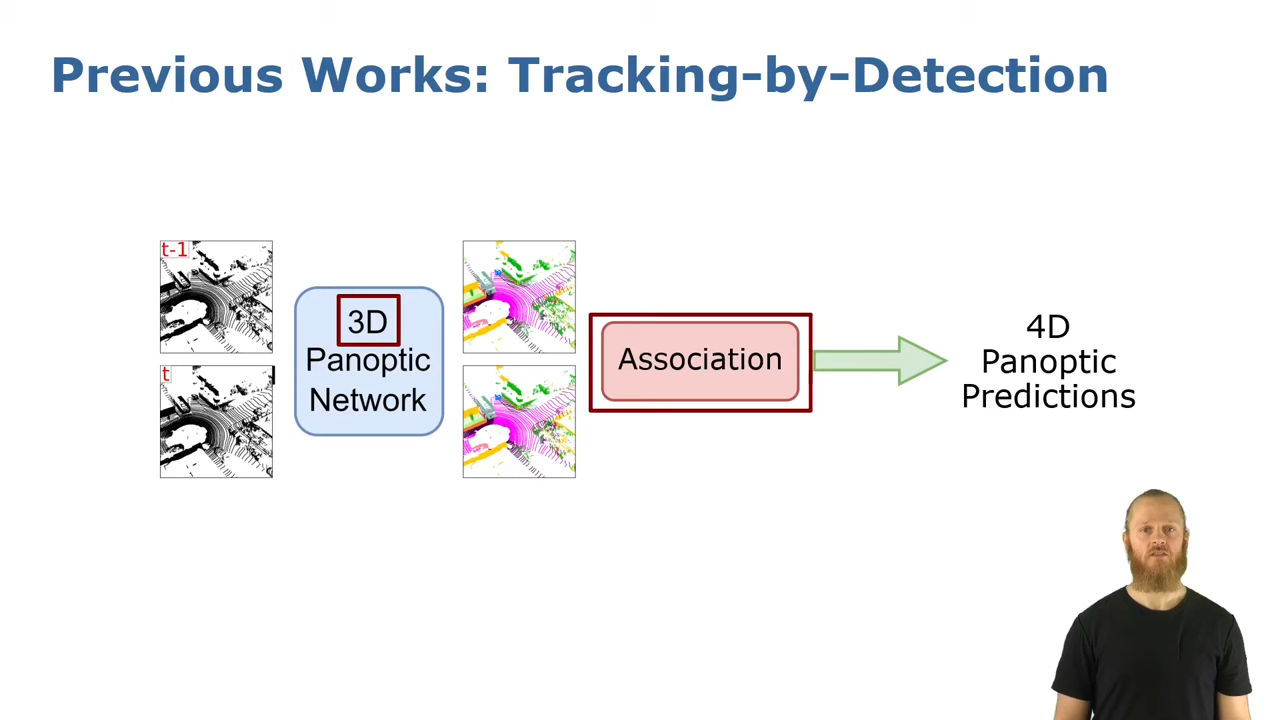 Previous Works: Tracking-by-Detection
t-1
t
3D
Panoptic
Network
Association
4D
Panoptic
Predictions